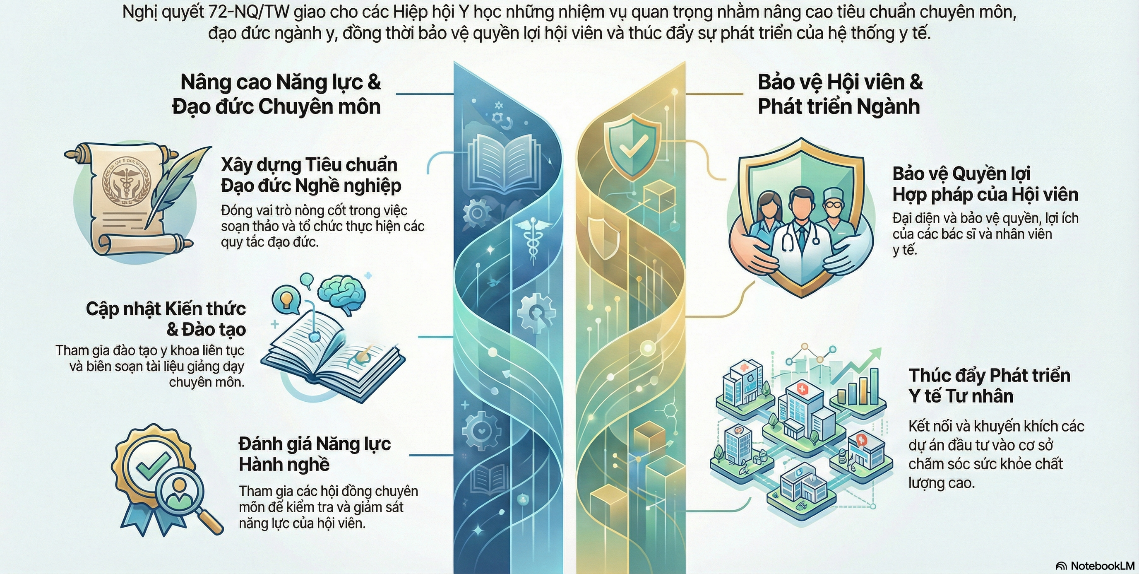 Nghị quyết 72-NQ/TW giao cho các Hiệp hội Y học những nhiệm vụ quan trọng nhằm nâng cao tiêu chuẩn chuyên môn,
đạo đức ngành y, đồng thời bảo vệ quyền lợi hội viên và thúc đẩy sự phát triển của hệ thống y tế.
Nâng cao Năng lực &
Đạo đức Chuyên môn
Xây dựng Tiêu chuẩn
Đạo đức Nghề nghiệp
Đóng vai trò nòng cốt trong việc
soạn thảo và tổ chức thực hiện các
quy tắc đạo đức.
Cập nhật Kiến thức
& Đào tạo
Tham gia đào tạo y khoa liên tục
và biên soạn tài liệu giảng dạy
chuyên môn.
Đánh giá Năng lực
Hành nghề
Tham gia các hội đồng chuyên
môn để kiểm tra và giám sát
năng lực của hội viên.
Bảo vệ Hội viên &
Phát triển Ngành
Bảo vệ Quyền lợi
Hợp pháp của Hội viên
Đại diện và bảo vệ quyền, lợi ích
của các bác sĩ và nhân viên
y tế.
Thúc đẩy Phát triển
Y tế Tư nhân
Kết nối và khuyến khích các
dự án đầu tư vào cơ sở
chăm sóc sức khỏe chất
lượng cao.
NotebookLM